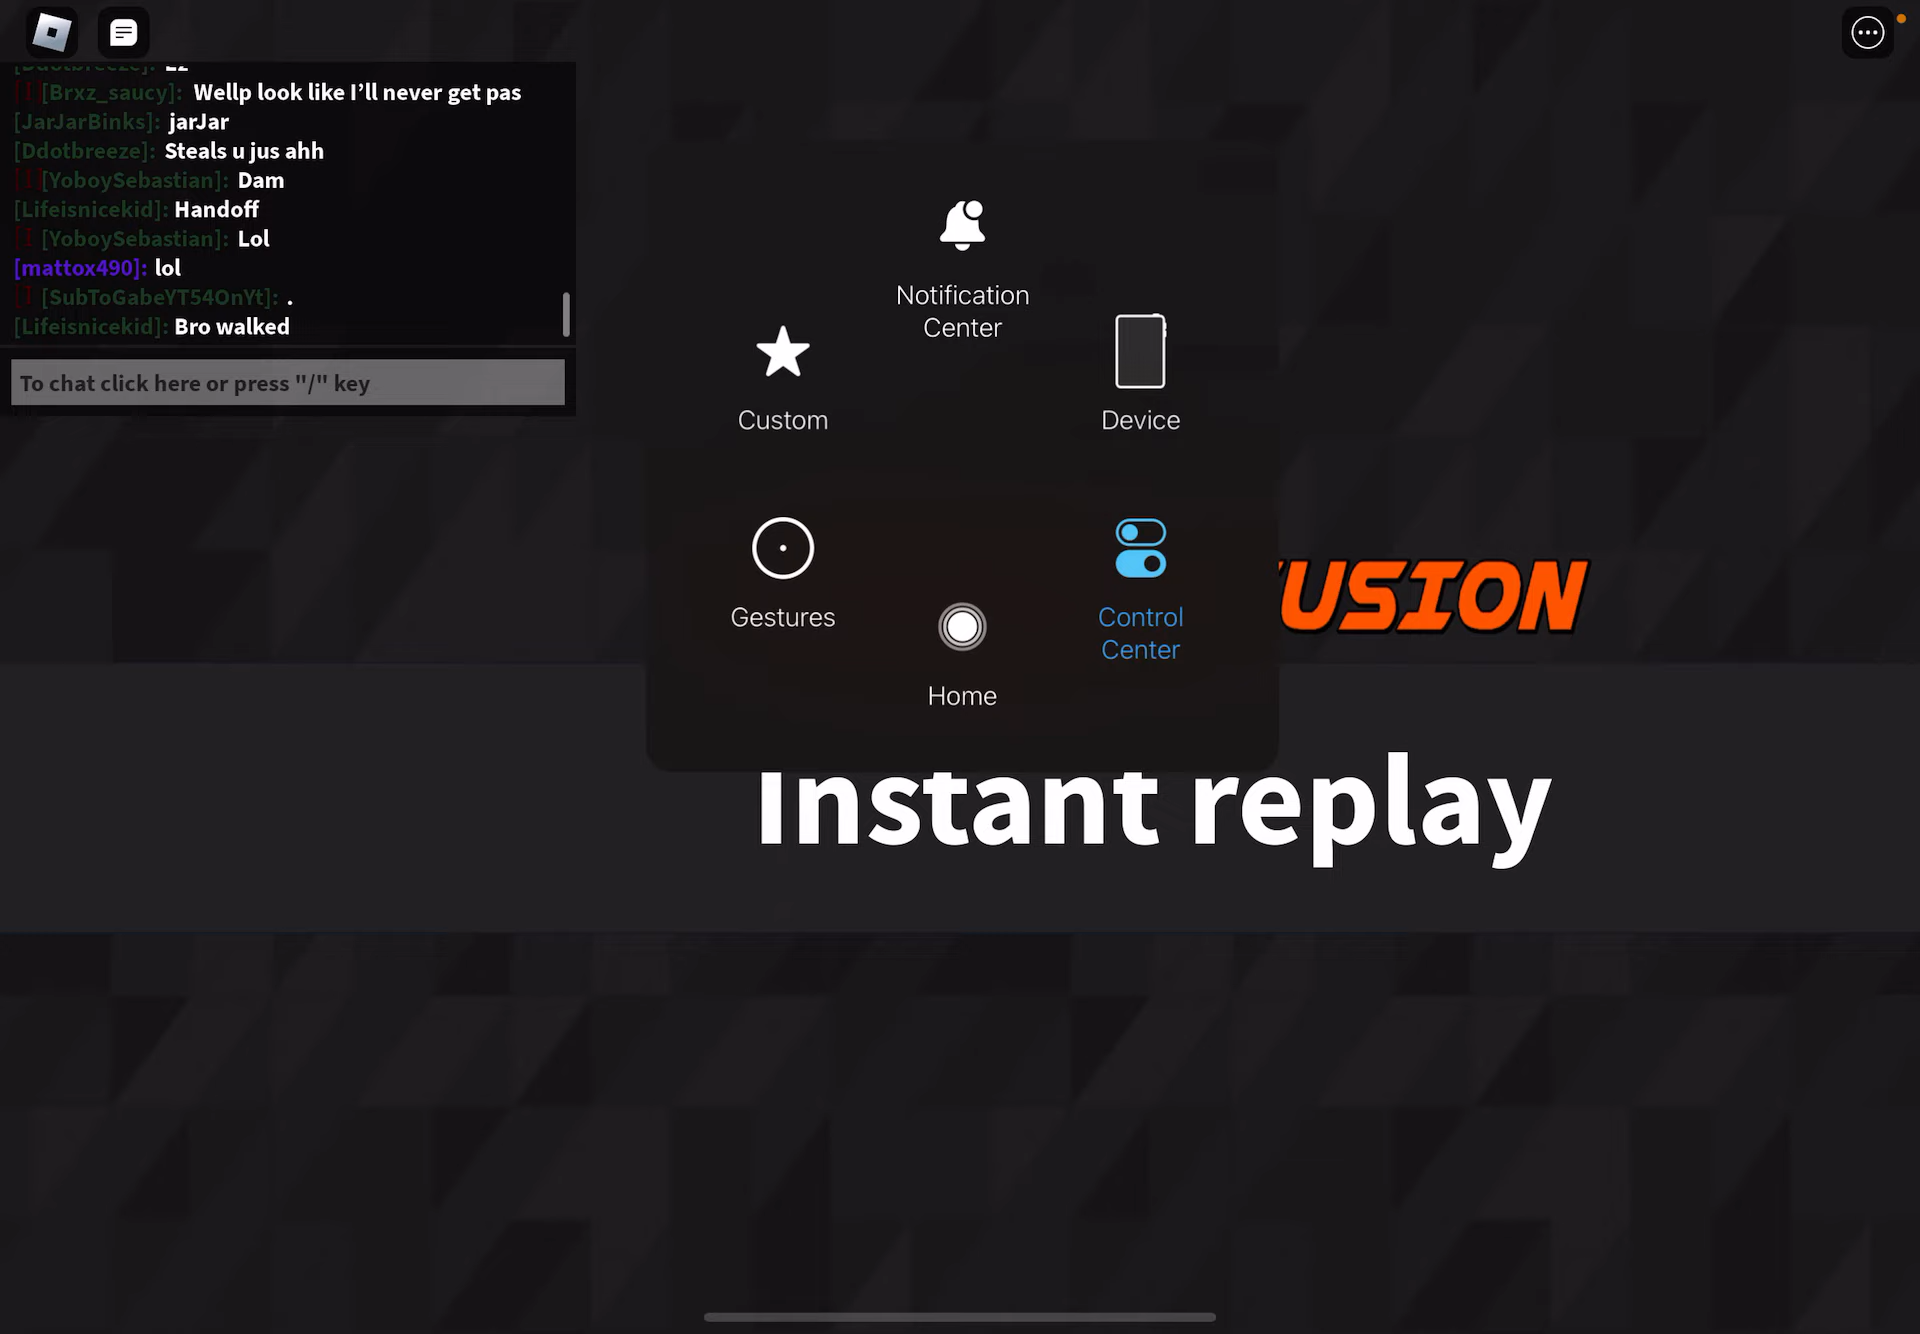 [Brxz_saucy]: Wellp look like I'll never get pas
[JarJarBinks]: jarJar
[Ddotbreeze]: Steals u jus ahh
[YoboySebastian]: Dam
[Lifeisnicekid]: Handoff
[YoboySebastian]: Lol
[mattox490]: lol
[SubToGabeYT54OnYt]: .
[Lifeisnicekid]: Bro walked
To chat click here or press "/" key
Notification
Center
Custom
Device
Gestures
Control
Center
Home
USION
Instant replay